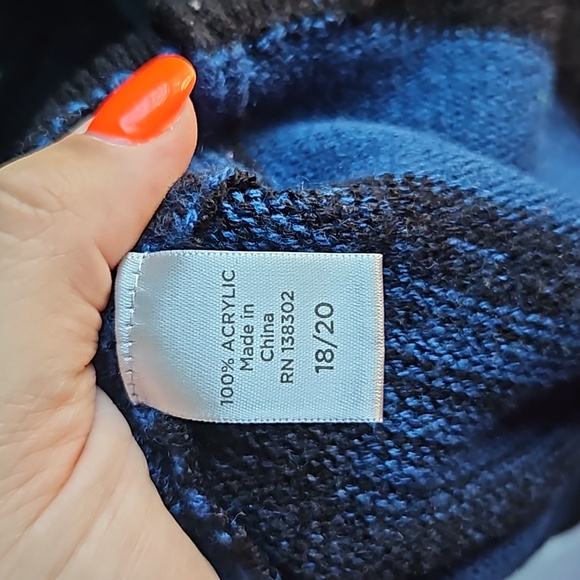 100% ACRYLIC
Made in
China
RN 138302
18/20